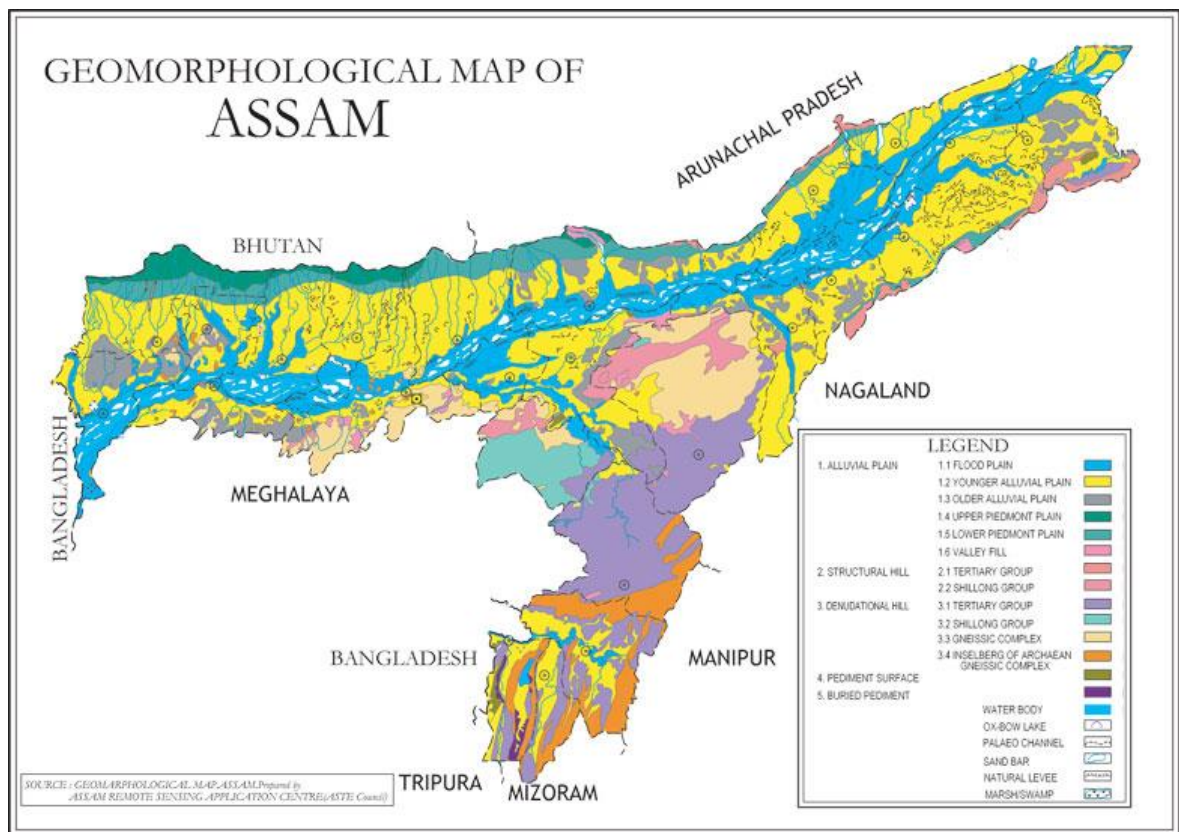 GEOMORPHOLOGICAL MAP OF
ASSAM
ARUNACHAL PRADESH
BHUTAN
NAGALAND
BANGLADESH
MEGHALAYA
BANGLADESH
MANIPUR
TRIPURA
MIZORAM
LEGEND
1. ALLUVIAL PLAIN 1.1 FLOOD PLAIN
1.2 YOUNGER ALLUVIAL PLAIN
1.3 OLDER ALLUVIAL PLAIN
1.4 UPPER PIEDMONT PLAIN
1.5 LOWER PIEDMONT PLAIN
1.6 VALLEY FILL
2. STRUCTURAL HILL 2.1 TERTIARY GROUP
2.2 SHILLONG GROUP
3. DENUDATIONAL HILL 3.1 TERTIARY GROUP
3.2 SHILLONG GROUP
3.3 GNEISSIC COMPLEX
3.4 INSELBERG OF ARCHAEAN
GNEISSIC COMPLEX
4. PEDIMENT SURFACE
5. BURIED PEDIMENT
WATER BODY
OX-BOW LAKE
PALAEO CHANNEL
SAND BAR
NATURAL LEVEE
MARSH/SWAMP
SOURCE : GEOMARPHOLOGICAL MAP.ASSAM.Prepared by
ASSAM REMOTE SENSING APPLICATION CENTRE(ASTE Council)